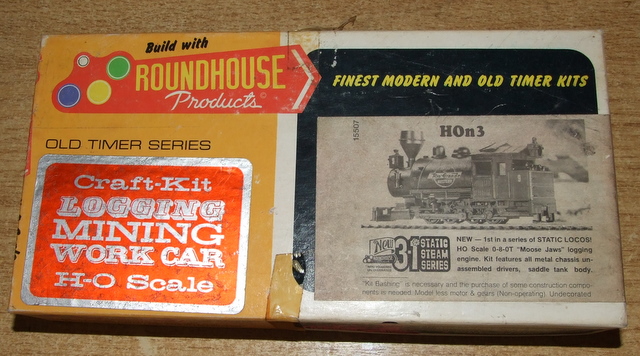 Build with
ROUNDHOUSE
Products
OLD TIMER SERIES
Craft-Kit
LOGGING
MINING
WORK CAR
H-O Scale
FINEST MODERN AND OLD TIMER KITS
15507
HOn3
NEW — 1st in a series of STATIC LOCOS!
HO Scale 0-8-0T "Moose Jaws" logging
engine. Kit features all metal chassis un-
assembled drivers, saddle tank body.
STATIC
STEAM
SERIES
"Kit Bashing" is necessary and the purchase of some construction compo-
nents is needed. Model less motor & gears (Non-operating). Undecorated